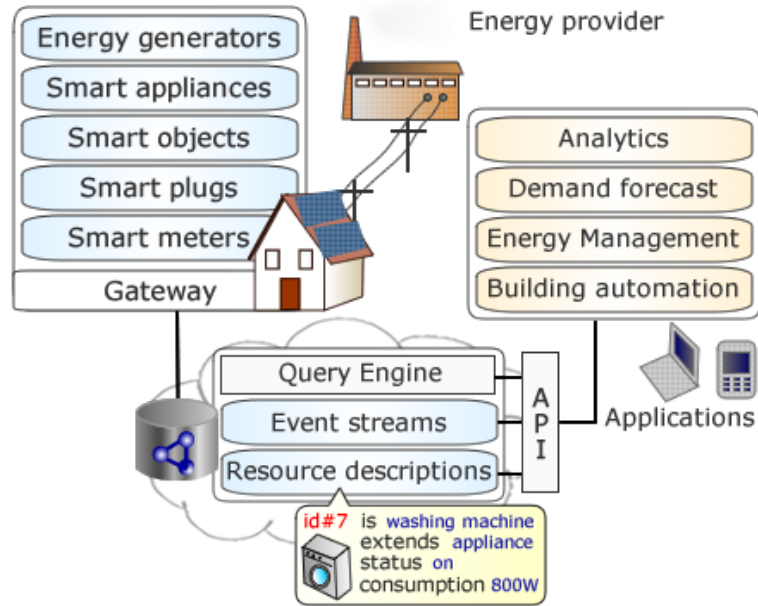 Energy generators
Smart appliances
Smart objects
Smart plugs
Smart meters
Gateway
Energy provider
Analytics
Demand forecast
Energy Management
Building automation
Applications
Query Engine
Event streams
Resource descriptions
A
P
I
id#7 is washing machine
extends appliance
status on
consumption 800W